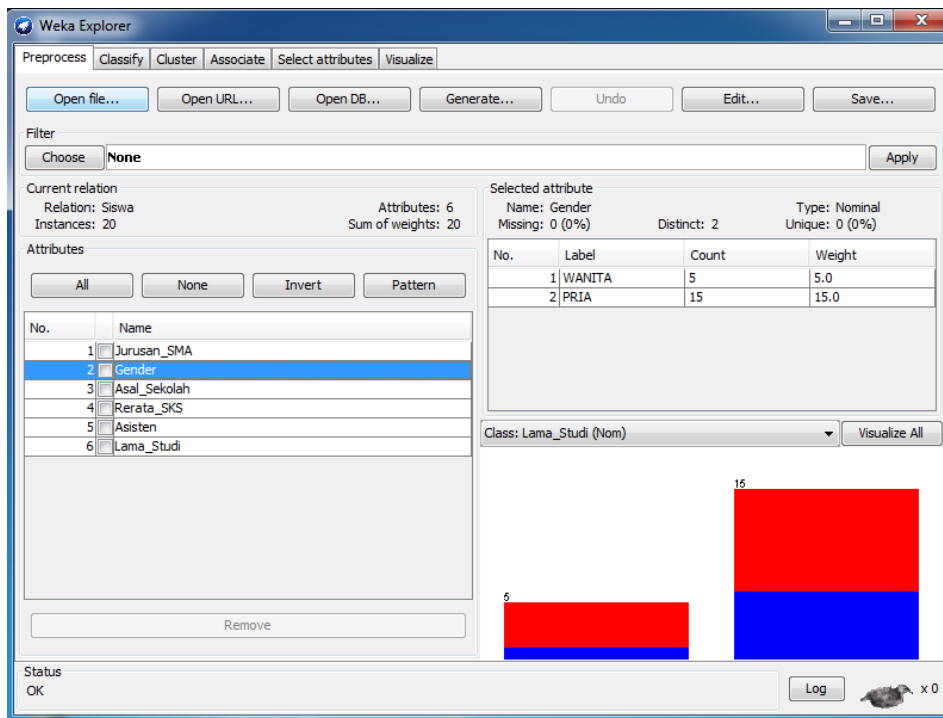 Weka Explorer
Preprocess Classify Cluster Associate Select attributes Visualize
Open file... Open URL... Open DB... Generate... Undo Edit... Save...
Filter
Choose None Apply
Current relation
Relation: Siswa Attributes: 6
Instances: 20 Sum of weights: 20
Attributes
All None Invert Pattern
No. Name
1 Jurusan_SMA
2 Gender
3 Asal_Sekolah
4 Rerata_SKS
5 Asisten
6 Lama_Studi
Remove
Selected attribute
Name: Gender Type: Nominal
Missing: 0 (0%) Distinct: 2 Unique: 0 (0%)
No. Label Count Weight
1 WANITA 5 5.0
2 PRIA 15 15.0
Class: Lama_Studi (Nom) Visualize All
15
5
Status
OK Log x 0